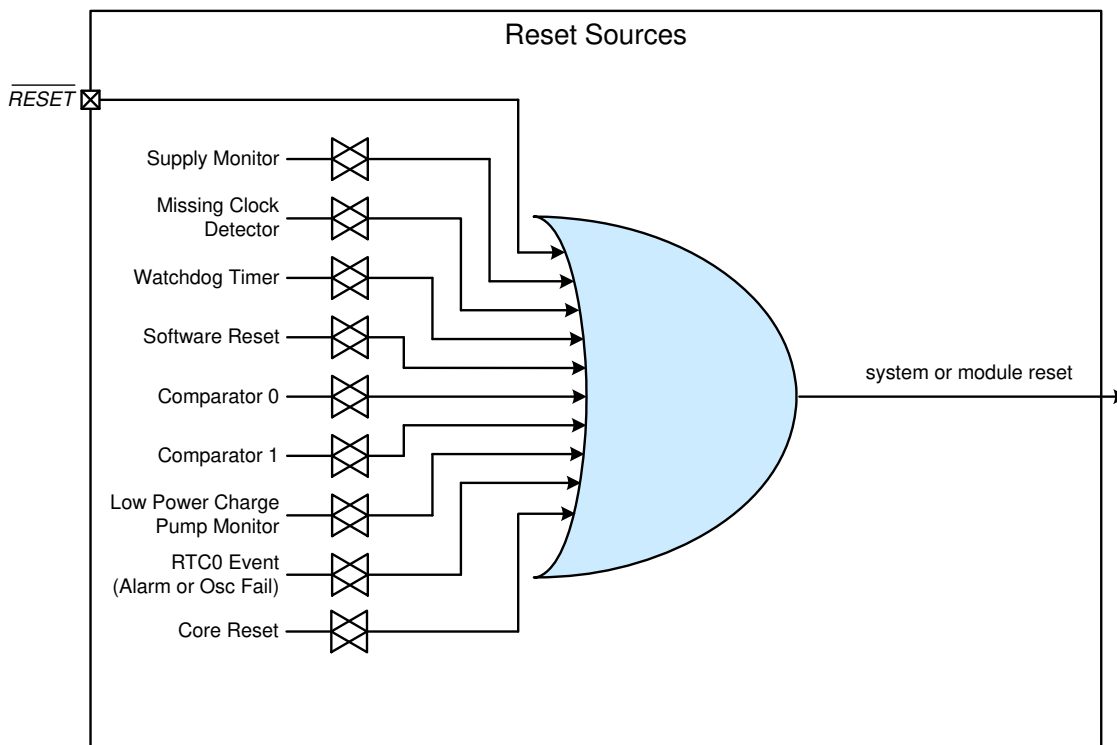 Reset Sources
RESET
Supply Monitor
Missing Clock
Detector
Watchdog Timer
Software Reset
Comparator 0
system or module reset
Comparator 1
Low Power Charge
Pump Monitor
RTC0 Event
(Alarm or Osc Fail)
Core Reset